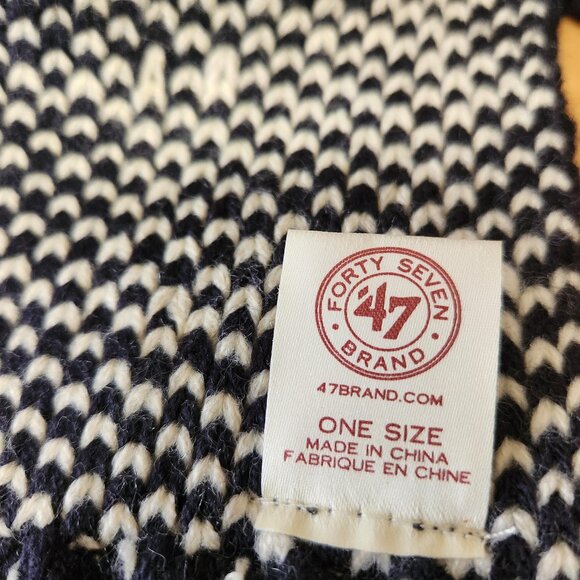 FORTY SEVEN
'47
BRAND
47BRAND.COM
ONE SIZE
MADE IN CHINA
FABRIQUE EN CHINE